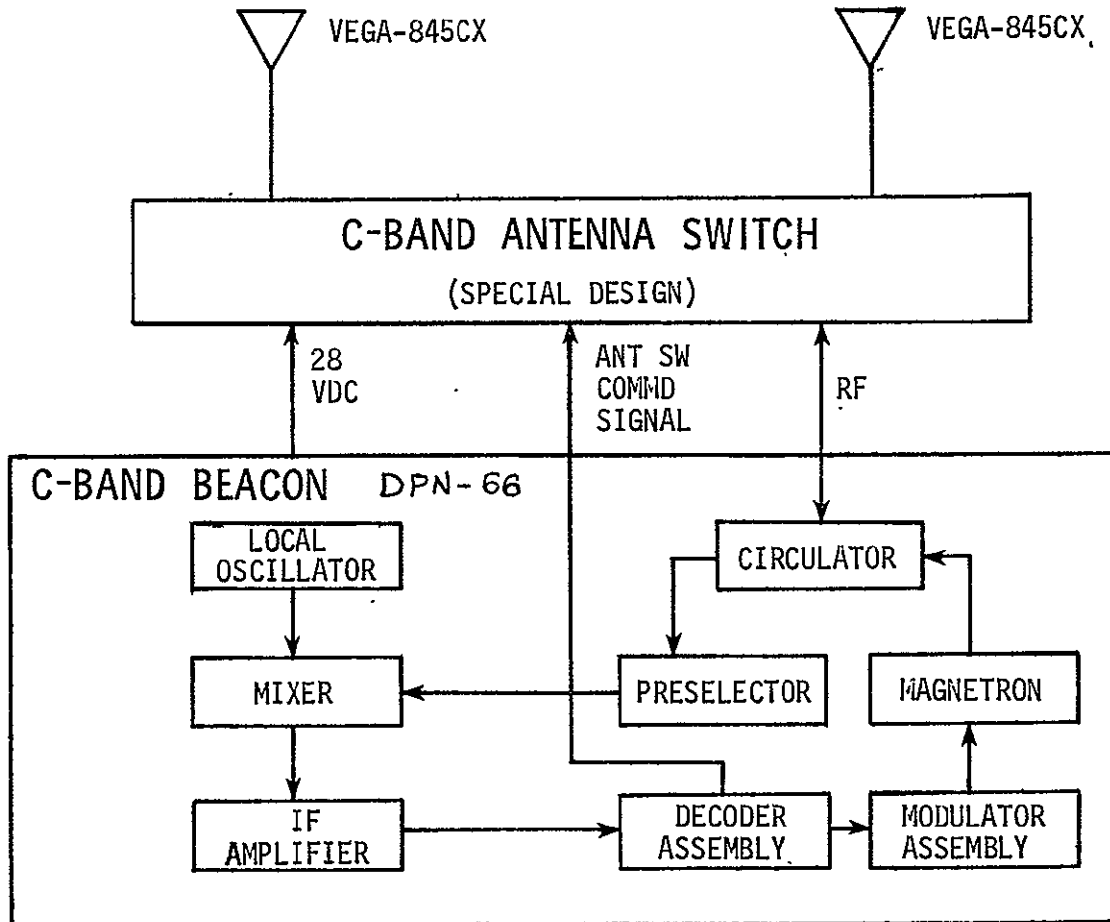 VEGA-845CX
VEGA-845CX
C-BAND ANTENNA SWITCH
(SPECIAL DESIGN)
28
VDC
ANT SW
COMMD
SIGNAL
RF
C-BAND BEACON DPN-66
LOCAL
OSCILLATOR
CIRCULATOR
MIXER
PRESELECTOR
MAGNETRON
IF
AMPLIFIER
DECODER
ASSEMBLY
MODULATOR
ASSEMBLY